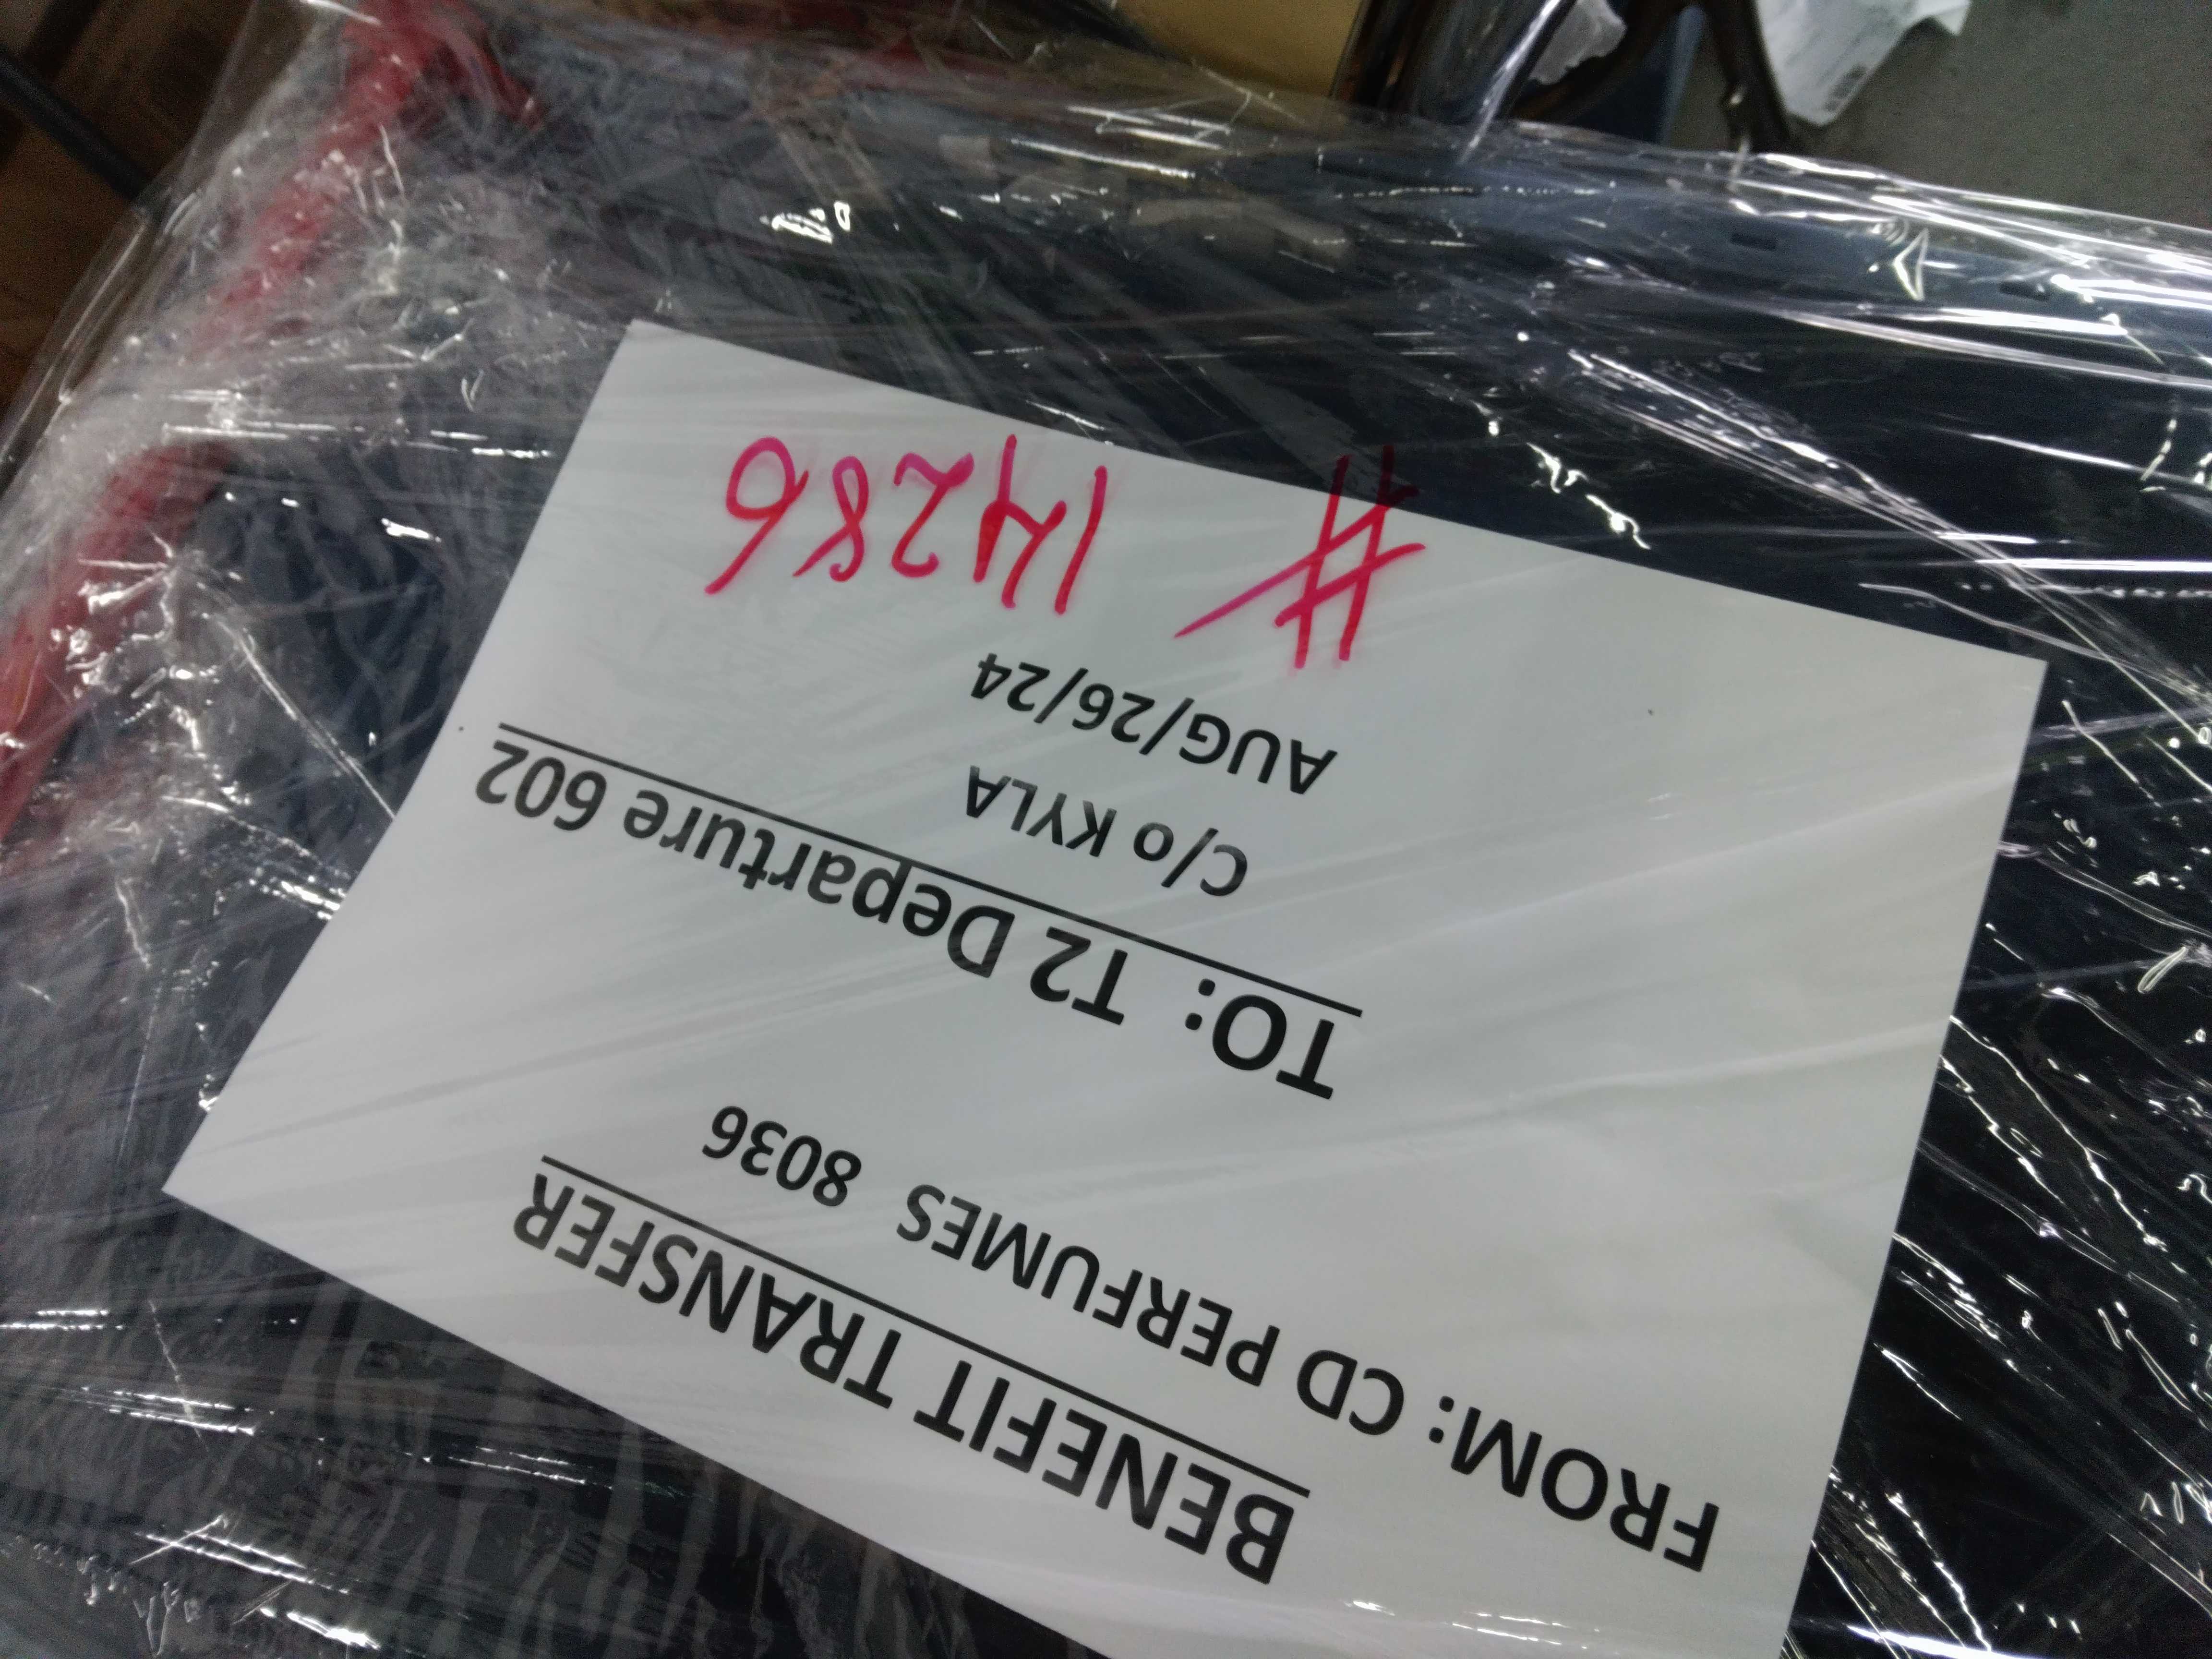 BENEFIT TRANSFER
FROM: CD PERFUMES 8036
TO: T2 Departure 602
C/o KYLA
AUG/26/24
# 14286